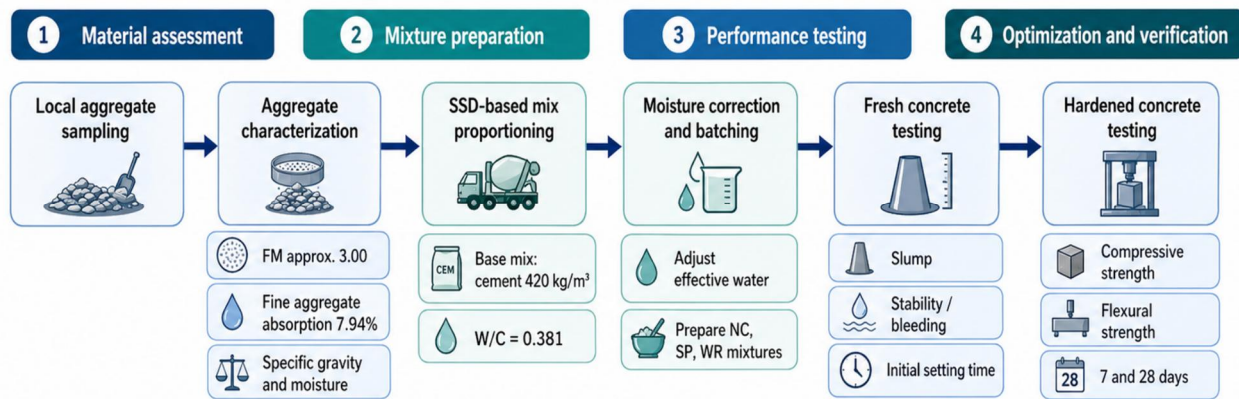 1 Material assessment
2 Mixture preparation
3 Performance testing
4 Optimization and verification
Local aggregate
sampling
Aggregate
characterization
FM approx. 3.00
Fine aggregate
absorption 7.94%
Specific gravity
and moisture
SSD-based mix
proportioning
CEM
Base mix:
cement 420 kg/m³
W/C = 0.381
Moisture correction
and batching
Adjust
effective water
Prepare NC,
SP, WR mixtures
Fresh concrete
testing
Slump
Stability /
bleeding
Initial setting time
Hardened concrete
testing
Compressive
strength
Flexural
strength
28
7 and 28 days